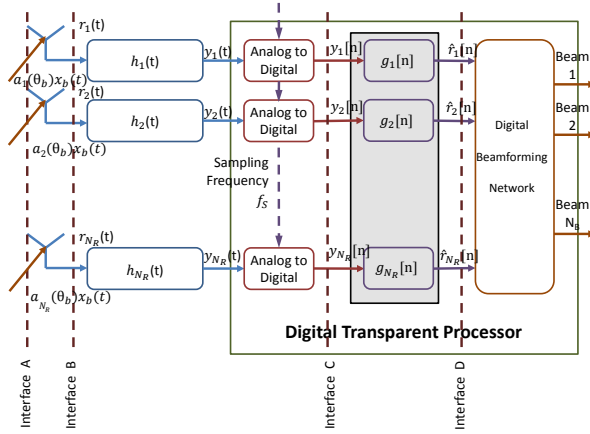 r₁(t)
h₁(t)
y₁(t)
Analog to
Digital
y₁[n]
g₁[n]
r̂₁[n]
a₁(θ_b)x_b(t)
r₂(t)
h₂(t)
y₂(t)
Analog to
Digital
y₂[n]
g₂[n]
r̂₂[n]
a₂(θ_b)x_b(t)
Sampling
Frequency
f_S
Digital
Beamforming
Network
Beam
1
Beam
2
Beam
N_B
r_{N_R}(t)
h_{N_R}(t)
y_{N_R}(t)
Analog to
Digital
y_{N_R}[n]
g_{N_R}[n]
r̂_{N_R}[n]
a_{N_R}(θ_b)x_b(t)
Digital Transparent Processor
Interface A
Interface B
Interface C
Interface D